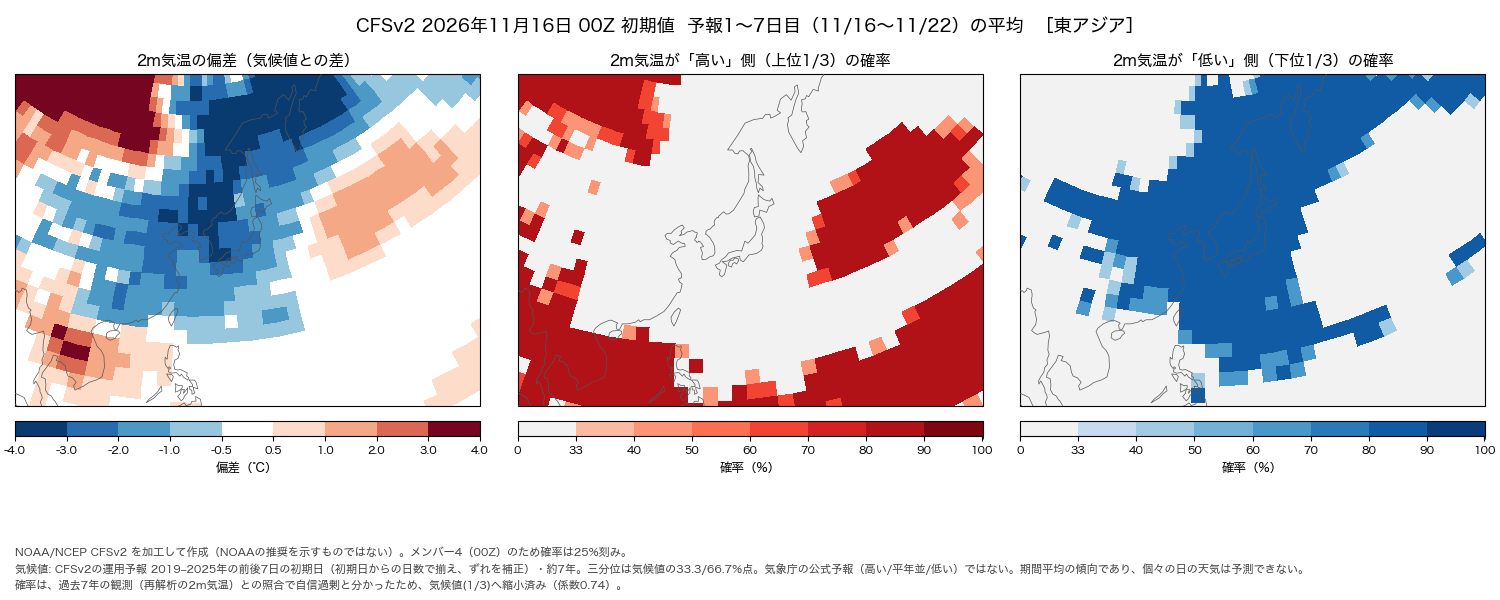 CFSv2 2026年11月16日 00Z 初期値 予報1～7日目（11/16～11/22）の平均 ［東アジア］
2m気温の偏差（気候値との差）
2m気温が「高い」側（上位1/3）の確率
2m気温が「低い」側（下位1/3）の確率
-4.0 -3.0 -2.0 -1.0 -0.5 0.5 1.0 2.0 3.0 4.0
偏差（℃）
0 33 40 50 60 70 80 90 100
確率（%）
0 33 40 50 60 70 80 90 100
確率（%）
NOAA/NCEP CFSv2 を加工して作成（NOAAの推奨を示すものではない）。メンバー4（00Z）のため確率は25%刻み。
気候値: CFSv2の運用予報 2019–2025年の前後7日の初期日（初期日からの日数で揃え、ずれを補正）・約7年。三分位は気候値の33.3/66.7%点。気象庁の公式予報（高い/平年並/低い）ではない。期間平均の傾向であり、個々の日の天気は予測できない。
確率は、過去7年の観測（再解析の2m気温）との照合で自信過剰と分かったため、気候値(1/3)へ縮小済み（係数0.74）。